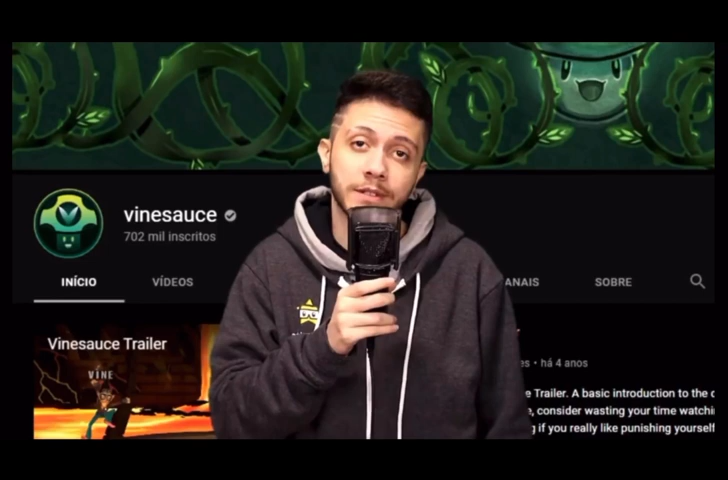 vinesauce
702 mil inscritos
INÍCIO
VÍDEOS
ANAIS
SOBRE
Vinesauce Trailer
VINE
es • há 4 anos
e Trailer. A basic introduction to the c
e, consider wasting your time watchi
g if you really like punishing yourself